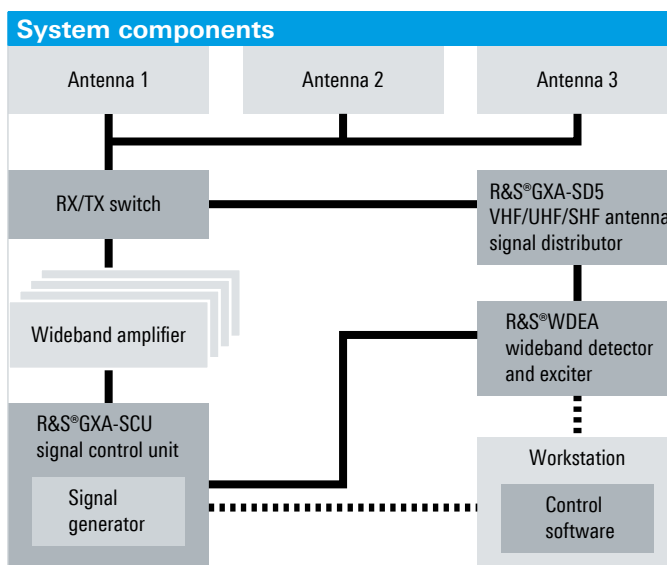 System components
Antenna 1
Antenna 2
Antenna 3
RX/TX switch
R&S®GXA-SD5
VHF/UHF/SHF antenna
signal distributor
Wideband amplifier
R&S®WDEA
wideband detector
and exciter
R&S®GXA-SCU
signal control unit
Signal
generator
Workstation
Control
software